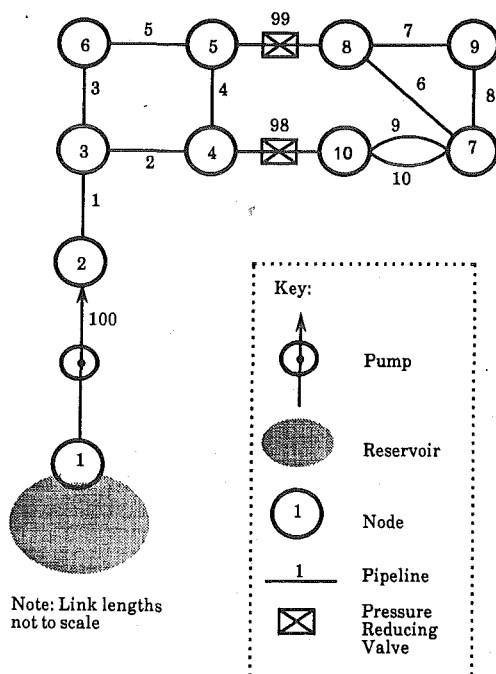 99
6 5 5 8 7 9
3 4 6 8
98 9
3 2 4 10 7
10
1
2
100
1
Note: Link lengths
not to scale
Key:
Pump
Reservoir
1 Node
1 Pipeline
Pressure
Reducing
Valve